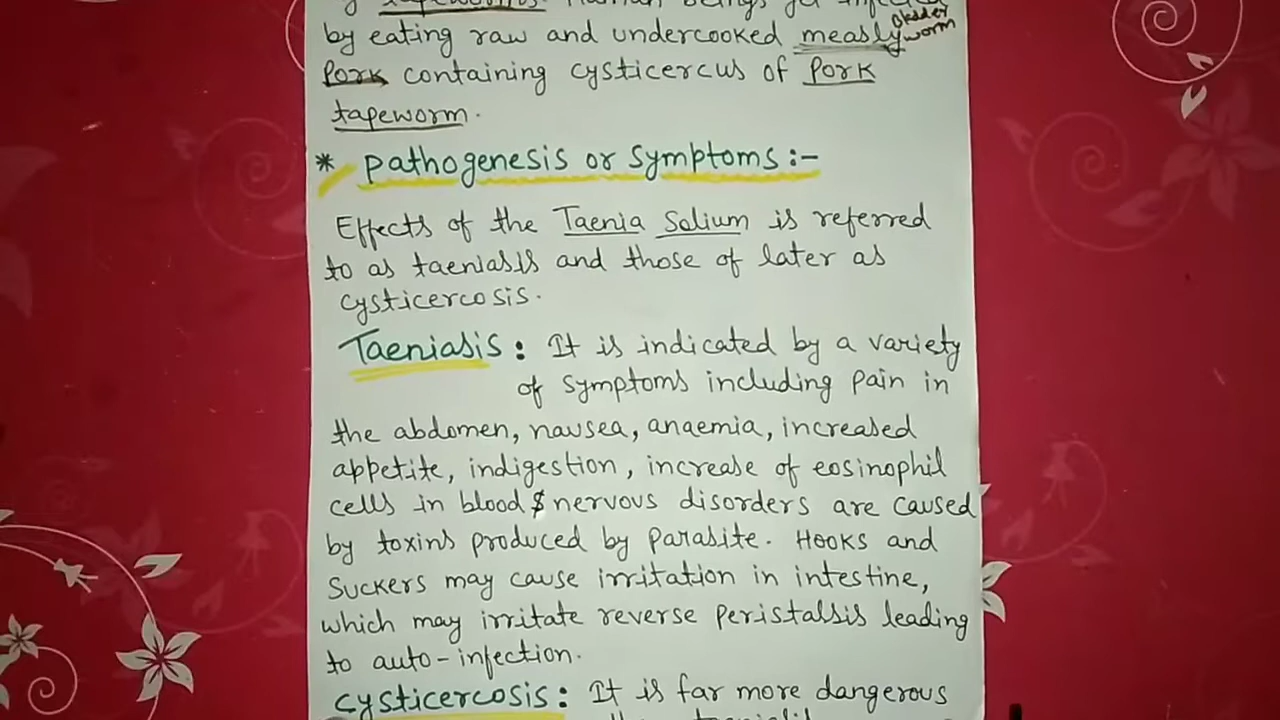 by eating raw and undercooked measly
worm
Pork containing cysticercus of Pork
tapeworm.
* Pathogenesis or Symptoms :-
Effects of the Taenia Solium is referred
to as taeniasis and those of later as
cysticercosis.
Taeniasis : It is indicated by a variety
of symptoms including pain in
the abdomen, nausea, anaemia, increased
appetite, indigestion, increase of eosinophil
cells in blood $ nervous disorders are caused
by toxins produced by parasite. Hooks and
Suckers may cause irritation in intestine,
which may irritate reverse peristalsis leading
to auto-infection.
Cysticercosis : It is far more dangerous